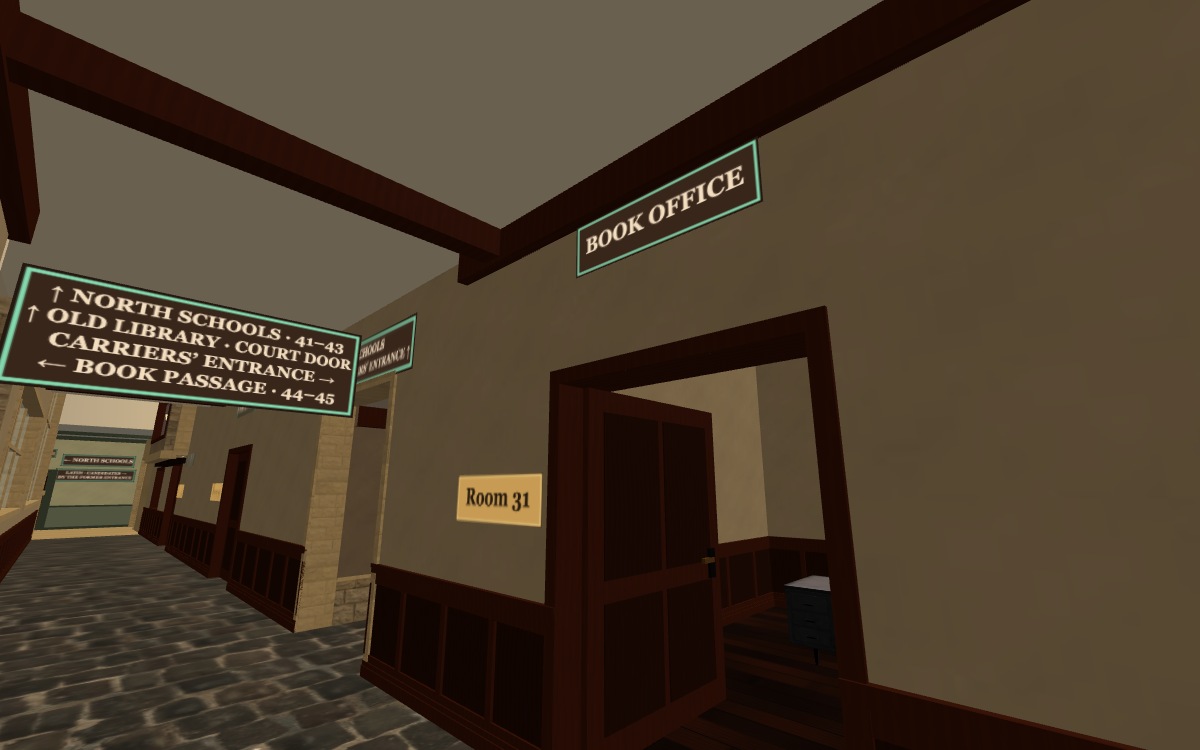 BOOK OFFICE
↑ NORTH SCHOOLS · 41–43
↑ OLD LIBRARY · COURT DOOR
CARRIERS' ENTRANCE →
← BOOK PASSAGE · 44–45
Room 31
← NORTH SCHOOLS